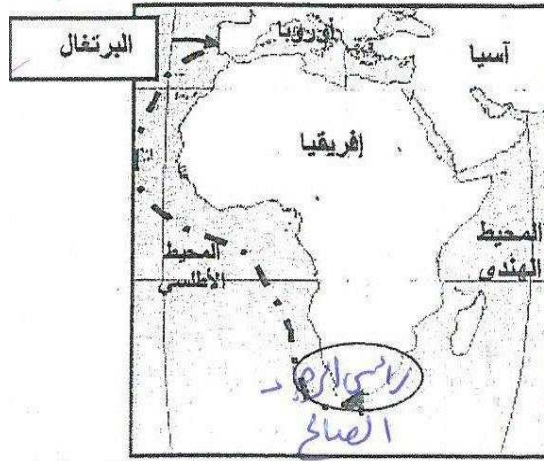 البرتغال
أوروبا
آسيا
إفريقيا
المحيط
الأطلسي
المحيط
الهندي
رأس الرجاء
الصالح